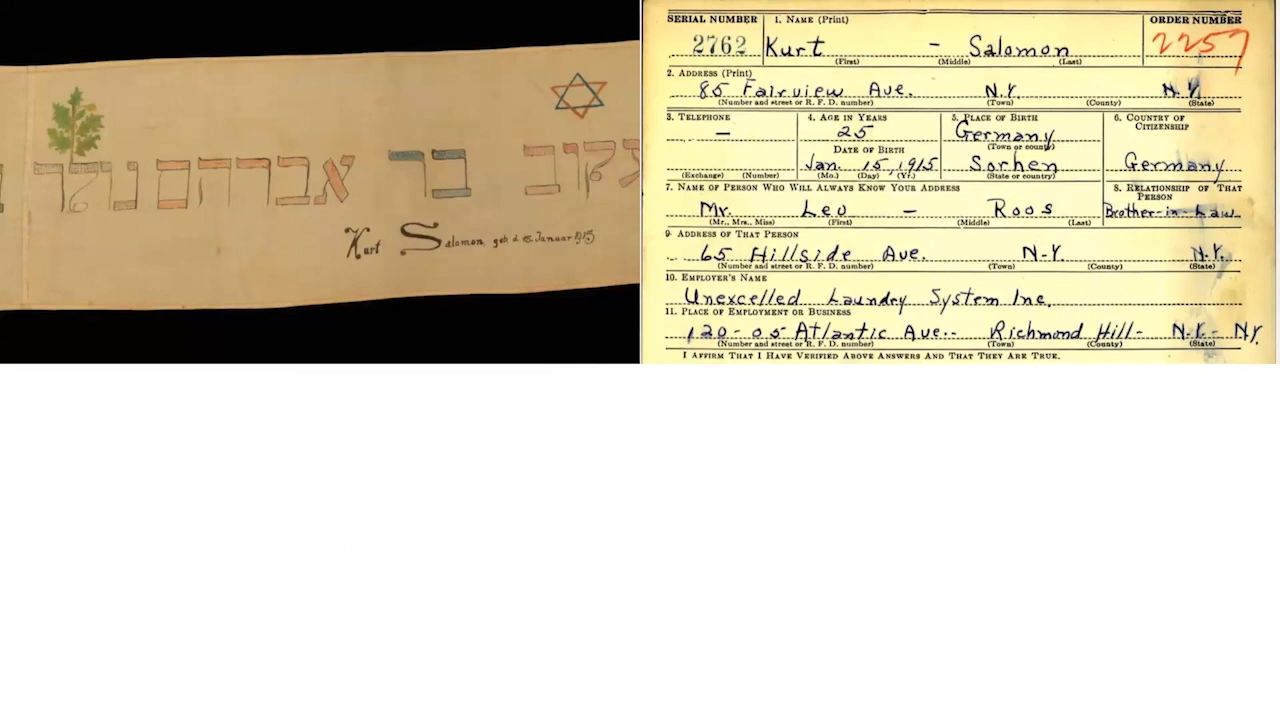 יעקב בר אברהם נולד
Kurt Salomon, geb. d. 15. Januar 1915
SERIAL NUMBER 1. NAME (Print) ORDER NUMBER
2762 Kurt - Salomon 2257
(First) (Middle) (Last)
2. ADDRESS (Print)
85 Fairview Ave. N.Y. N.Y.
(Number and street or R. F. D. number) (Town) (County) (State)
3. TELEPHONE 4. AGE IN YEARS 5. PLACE OF BIRTH 6. COUNTRY OF CITIZENSHIP
- 25 Germany
(Town or county)
DATE OF BIRTH
Jan. 15, 1915 Sorhen Germany
(Exchange) (Number) (Mo.) (Day) (Yr.) (State or country)
7. NAME OF PERSON WHO WILL ALWAYS KNOW YOUR ADDRESS 8. RELATIONSHIP OF THAT PERSON
Mr. Leo - Roos Brother-in-Law
(Mr., Mrs., Miss) (First) (Middle) (Last)
9. ADDRESS OF THAT PERSON
65 Hillside Ave. N-Y. N.Y.
(Number and street or R. F. D. number) (Town) (County) (State)
10. EMPLOYER'S NAME
Unexcelled Laundry System Inc.
11. PLACE OF EMPLOYMENT OR BUSINESS
120-05 Atlantic Ave-- Richmond Hill- N-Y- NY.
(Number and street or R. F. D. number) (Town) (County) (State)
I AFFIRM THAT I HAVE VERIFIED ABOVE ANSWERS AND THAT THEY ARE TRUE.